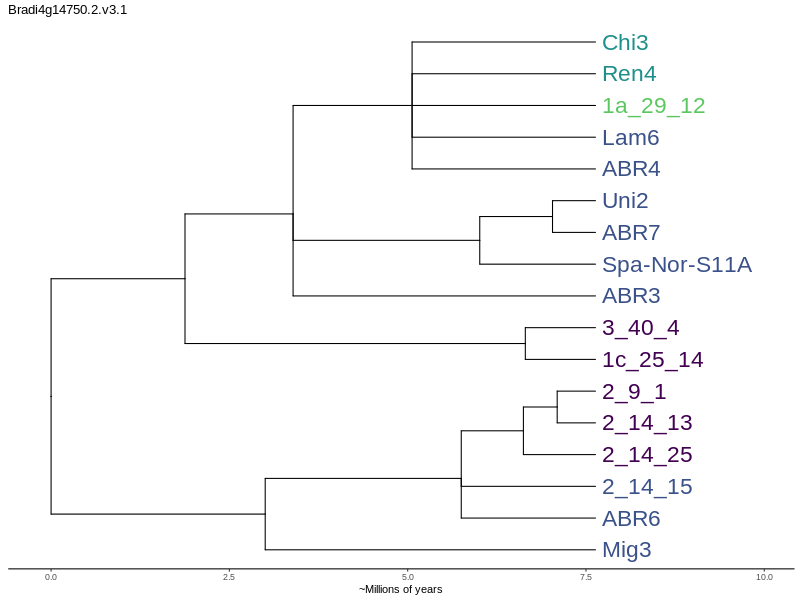 Bradi4g14750.2.v3.1
Chi3
Ren4
1a_29_12
Lam6
ABR4
Uni2
ABR7
Spa-Nor-S11A
ABR3
3_40_4
1c_25_14
2_9_1
2_14_13
2_14_25
2_14_15
ABR6
Mig3
0.0 2.5 5.0 7.5 10.0
~Millions of years